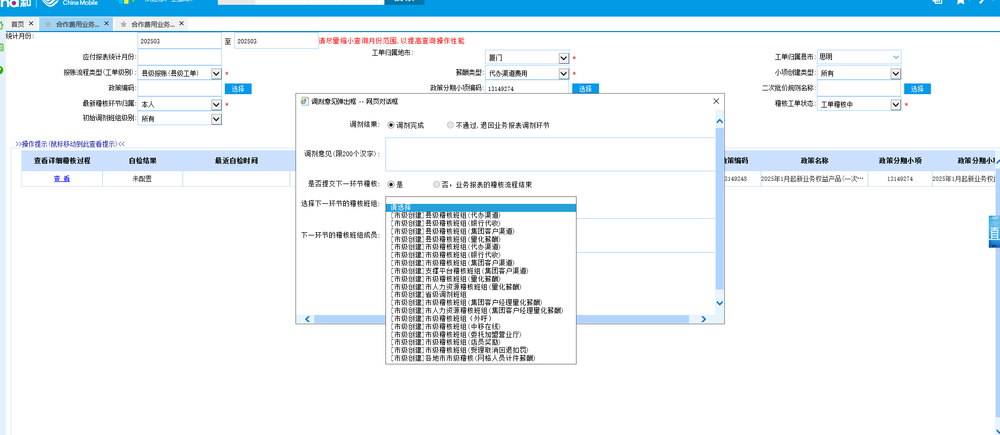 China Mobile
首页
合作费用业务...
合作费用业务...
统计月份:
202503 至 202503 请尽量缩小查询月份范围,以提高查询操作性能
应付报表统计月份:
工单归属地市: 厦门 *
工单归属县市: 思明
报账流程类型(工单级别): 县级报账(县级工单) *
薪酬类型: 代办渠道费用 *
小项创建类型: 所有
政策编码: 选择
政策分期小项编码: 13149274 选择
二次批价规则名称: 选择
最新稽核环节归属: 本人 *
稽核工单状态: 工单稽核中 *
初始调剂班组级别: 所有
>>操作提示(鼠标移动到此查看提示)<<
查看详细稽核过程 自检结果 最近自检时间 政策编码 政策名称 政策分期小项 政策分期小项
查 看 未配置 3149248 2025年1月起新业务权益产品(一次… 13149274 2025年1月起新业务权益
调剂意见弹出框 -- 网页对话框
调剂结果: 调剂完成 不通过,退回业务报表调剂环节
调剂意见(限200个汉字):
是否提交下一环节稽核: 是 否，业务报表的稽核流程结束
选择下一环节的稽核班组:
下一环节的稽核班组成员:
请选择
[市级创建]县级稽核班组(代办渠道)
[市级创建]县级稽核班组(银行代收)
[市级创建]县级稽核班组(集团客户渠道)
[市级创建]县级稽核班组(量化薪酬)
[市级创建]市级稽核班组(代办渠道)
[市级创建]市级稽核班组(银行代收)
[市级创建]市级稽核班组(集团客户渠道)
[市级创建]支撑平台稽核班组(集团客户渠道)
[市级创建]市级稽核班组(量化薪酬)
[市级创建]市人力资源稽核班组(量化薪酬)
[市级创建]省级调剂班组
[市级创建]市级稽核班组(集团客户经理量化薪酬)
[市级创建]市人力资源稽核班组(集团客户经理量化薪酬)
[市级创建]市级稽核班组（外呼）
[市级创建]市级稽核班组(中移在线)
[市级创建]市级稽核班组(委托加盟营业厅)
[市级创建]市级稽核班组(店员奖励)
[市级创建]市级稽核班组(受理取消回退扣罚)
[市级创建]各地市市级稽核(网格人员计件薪酬)
直